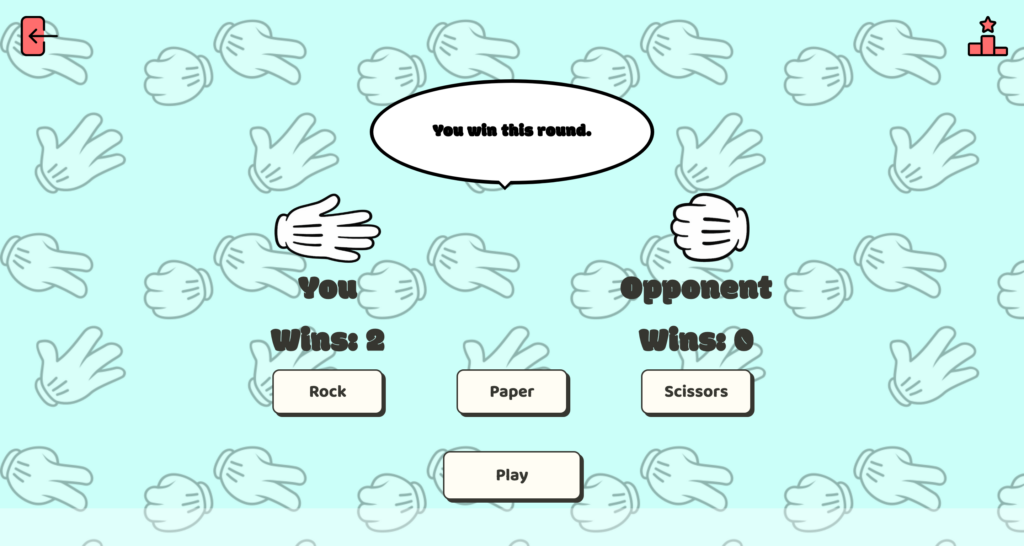 You win this round.
You
Opponent
Wins: 2
Wins: 0
Rock
Paper
Scissors
Play